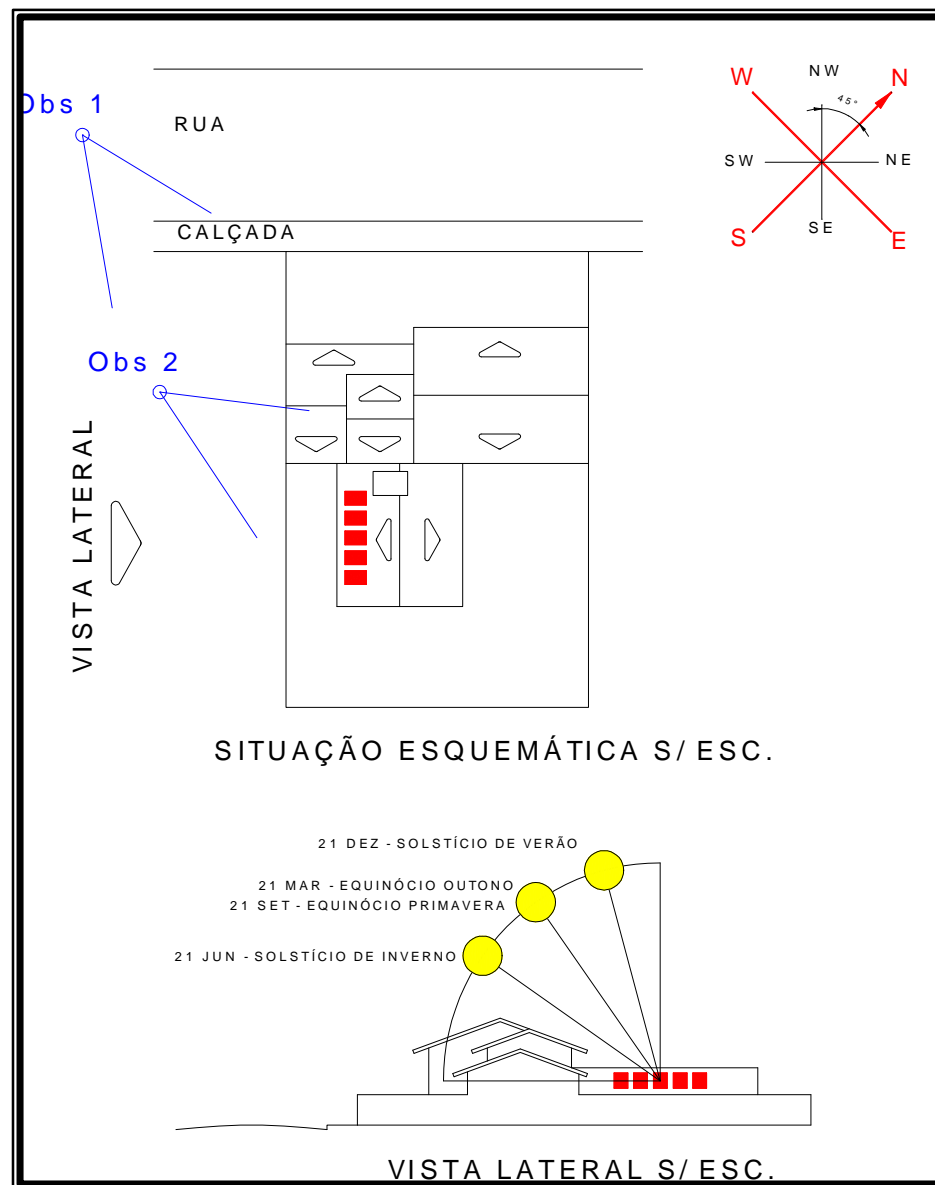 Obs 1
RUA
CALÇADA
W
NW
N
45°
SW
NE
S
SE
E
Obs 2
VISTA LATERAL
SITUAÇÃO ESQUEMÁTICA S/ ESC.
21 DEZ - SOLSTÍCIO DE VERÃO
21 MAR - EQUINÓCIO OUTONO
21 SET - EQUINÓCIO PRIMAVERA
21 JUN - SOLSTÍCIO DE INVERNO
VISTA LATERAL S/ ESC.